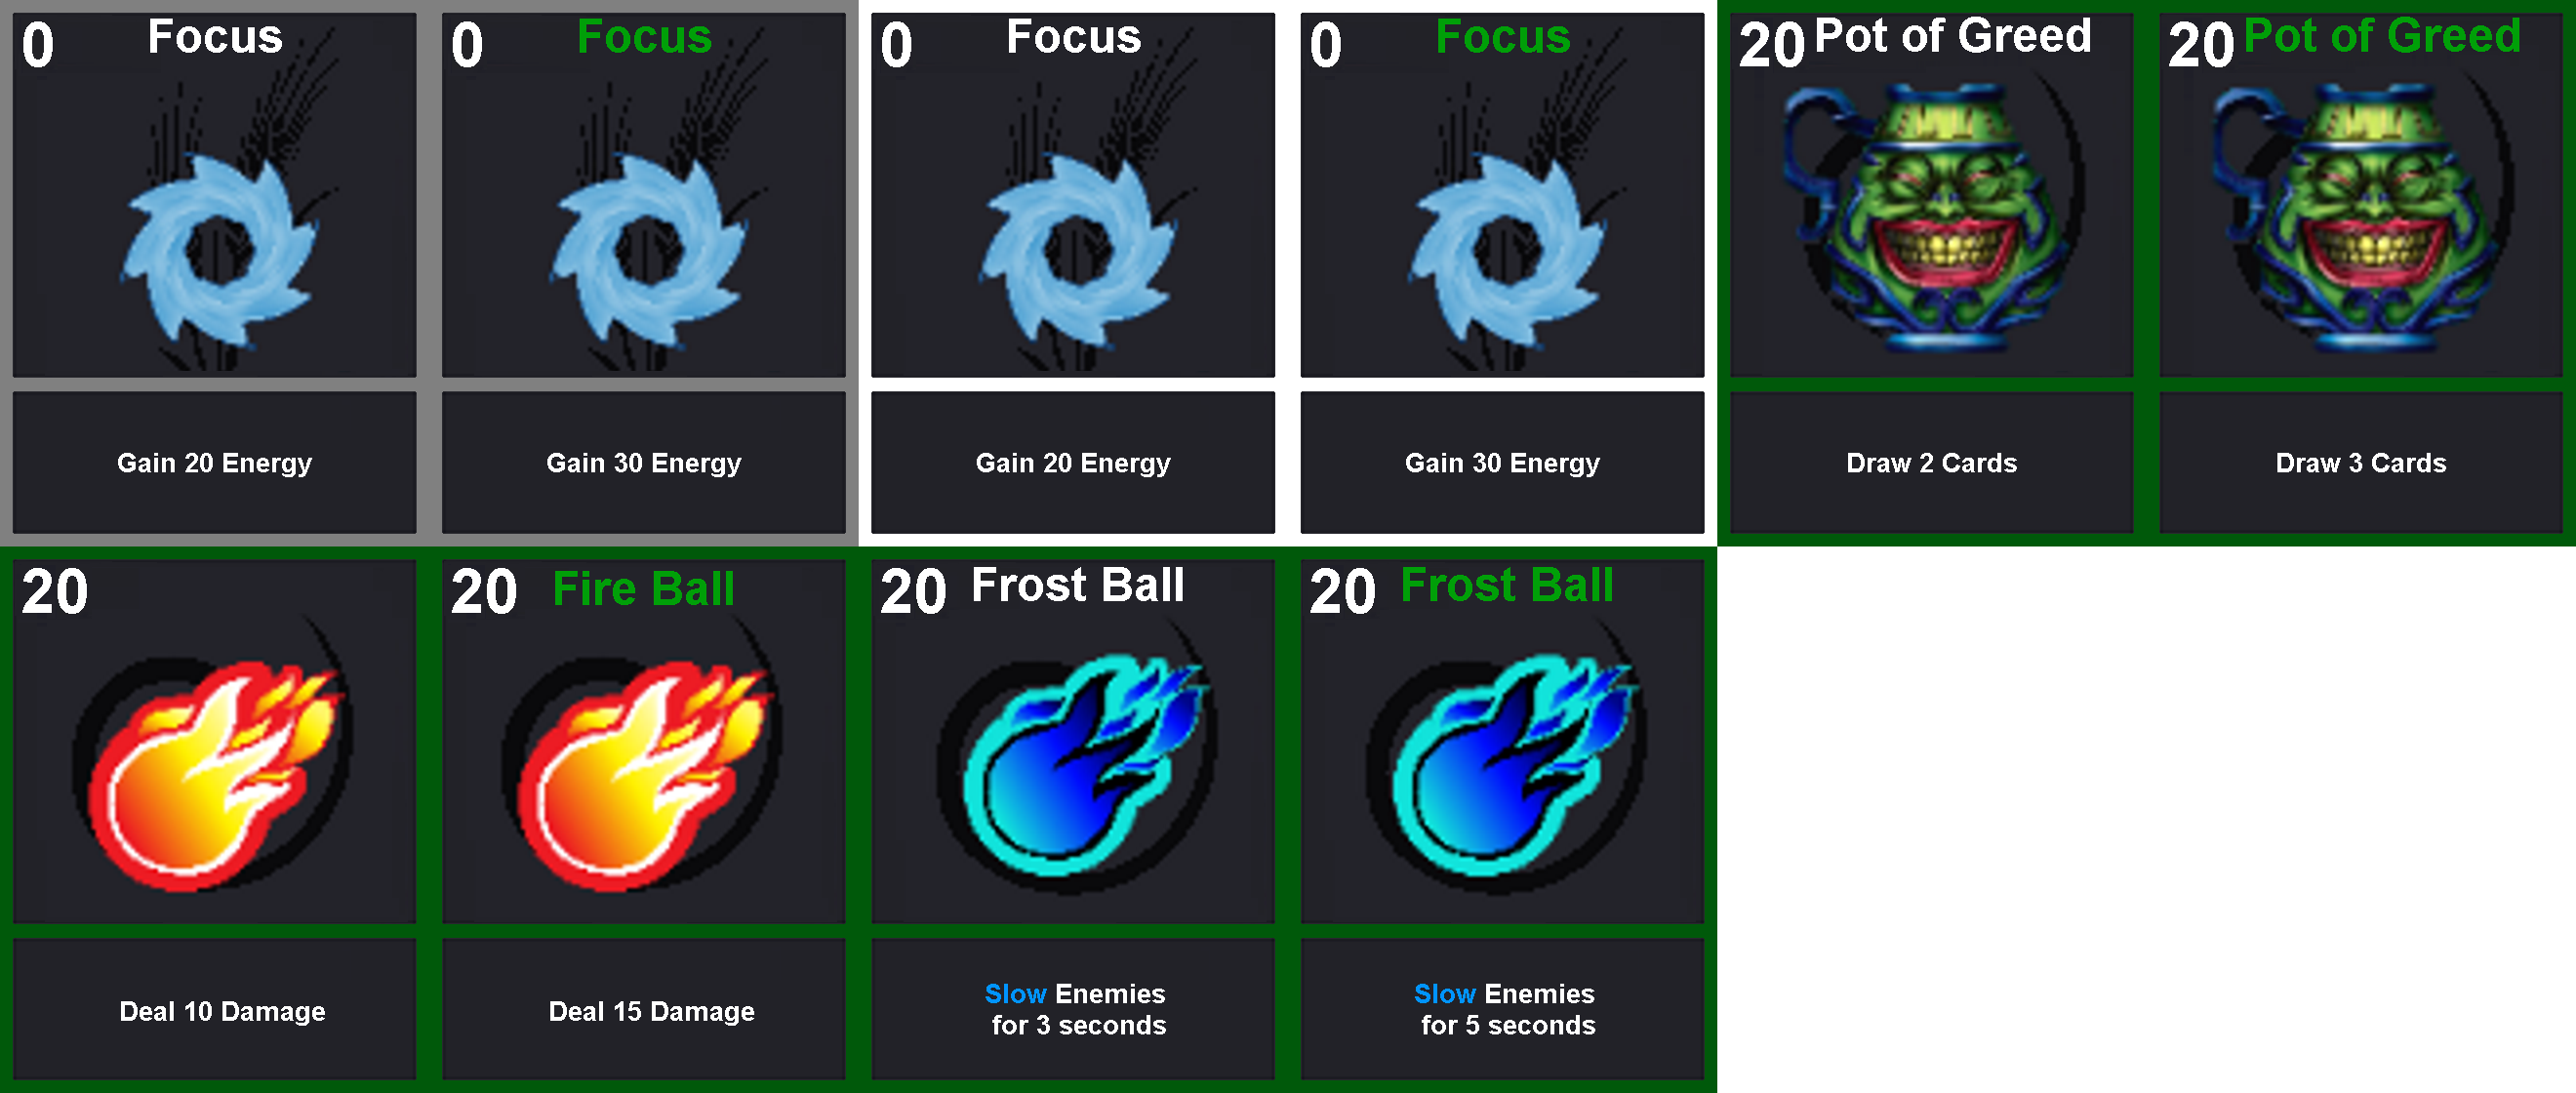 0 Focus
Gain 20 Energy
0 Focus
Gain 30 Energy
0 Focus
Gain 20 Energy
0 Focus
Gain 30 Energy
20 Pot of Greed
Draw 2 Cards
20 Pot of Greed
Draw 3 Cards
20
Deal 10 Damage
20 Fire Ball
Deal 15 Damage
20 Frost Ball
Slow Enemies
for 3 seconds
20 Frost Ball
Slow Enemies
for 5 seconds